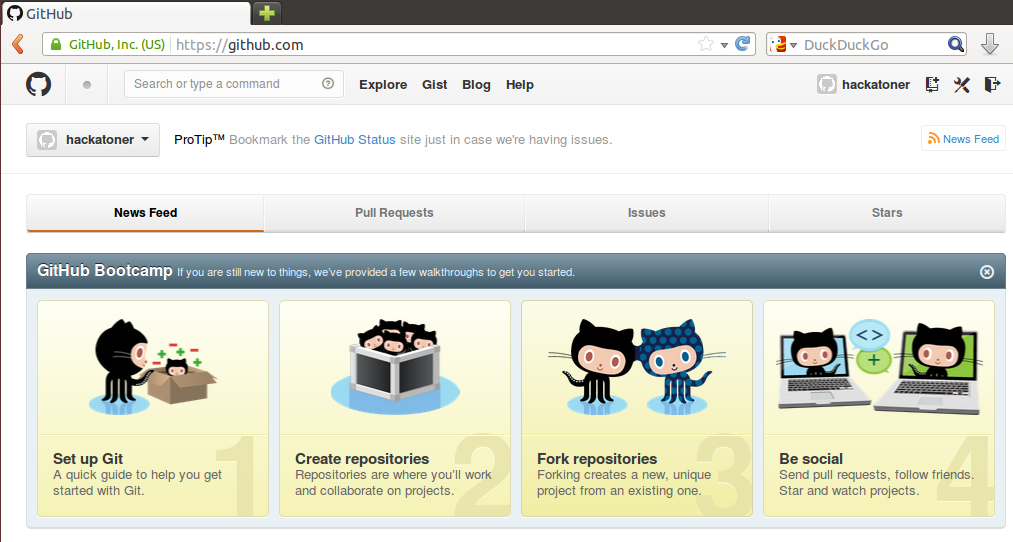 GitHub
GitHub, Inc. (US) https://github.com DuckDuckGo
Search or type a command Explore Gist Blog Help hackatoner
hackatoner ProTip™ Bookmark the GitHub Status site just in case we're having issues. News Feed
News Feed Pull Requests Issues Stars
GitHub Bootcamp If you are still new to things, we've provided a few walkthroughs to get you started.
1
Set up Git
A quick guide to help you get
started with Git.
2
Create repositories
Repositories are where you'll work
and collaborate on projects.
3
Fork repositories
Forking creates a new, unique
project from an existing one.
4
Be social
Send pull requests, follow friends.
Star and watch projects.